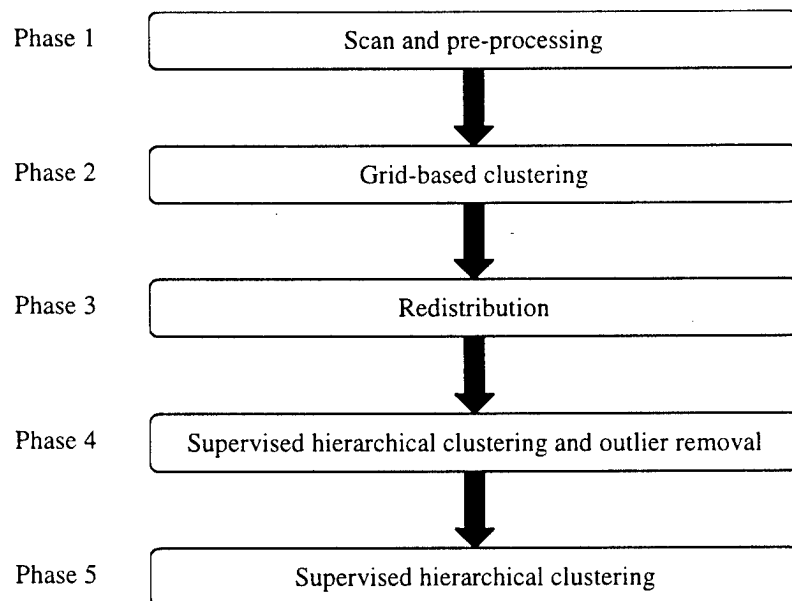 Phase 1 Scan and pre-processing
Phase 2 Grid-based clustering
Phase 3 Redistribution
Phase 4 Supervised hierarchical clustering and outlier removal
Phase 5 Supervised hierarchical clustering